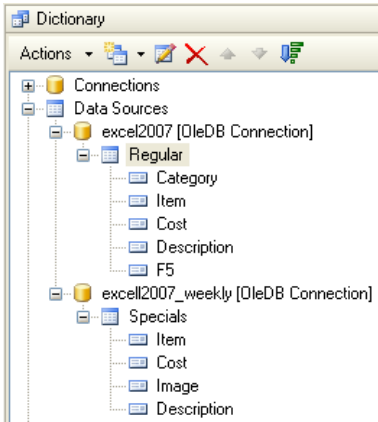 Dictionary
Actions
Connections
Data Sources
excel2007 [OleDB Connection]
Regular
Category
Item
Cost
Description
F5
excell2007_weekly [OleDB Connection]
Specials
Item
Cost
Image
Description